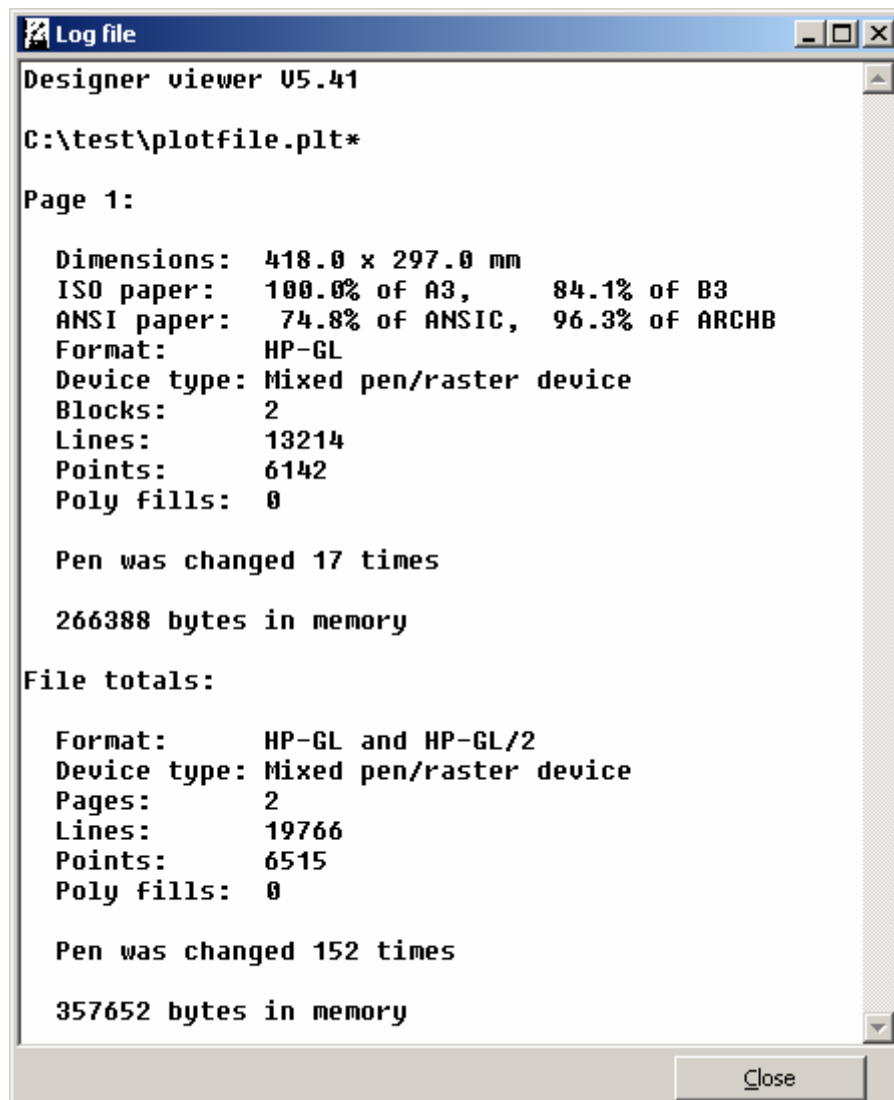 Log file
Designer viewer V5.41
C:\test\plotfile.plt*
Page 1:
Dimensions: 418.0 x 297.0 mm
ISO paper: 100.0% of A3, 84.1% of B3
ANSI paper: 74.8% of ANSIC, 96.3% of ARCHB
Format: HP-GL
Device type: Mixed pen/raster device
Blocks: 2
Lines: 13214
Points: 6142
Poly fills: 0
Pen was changed 17 times
266388 bytes in memory
File totals:
Format: HP-GL and HP-GL/2
Device type: Mixed pen/raster device
Pages: 2
Lines: 19766
Points: 6515
Poly fills: 0
Pen was changed 152 times
357652 bytes in memory
Close